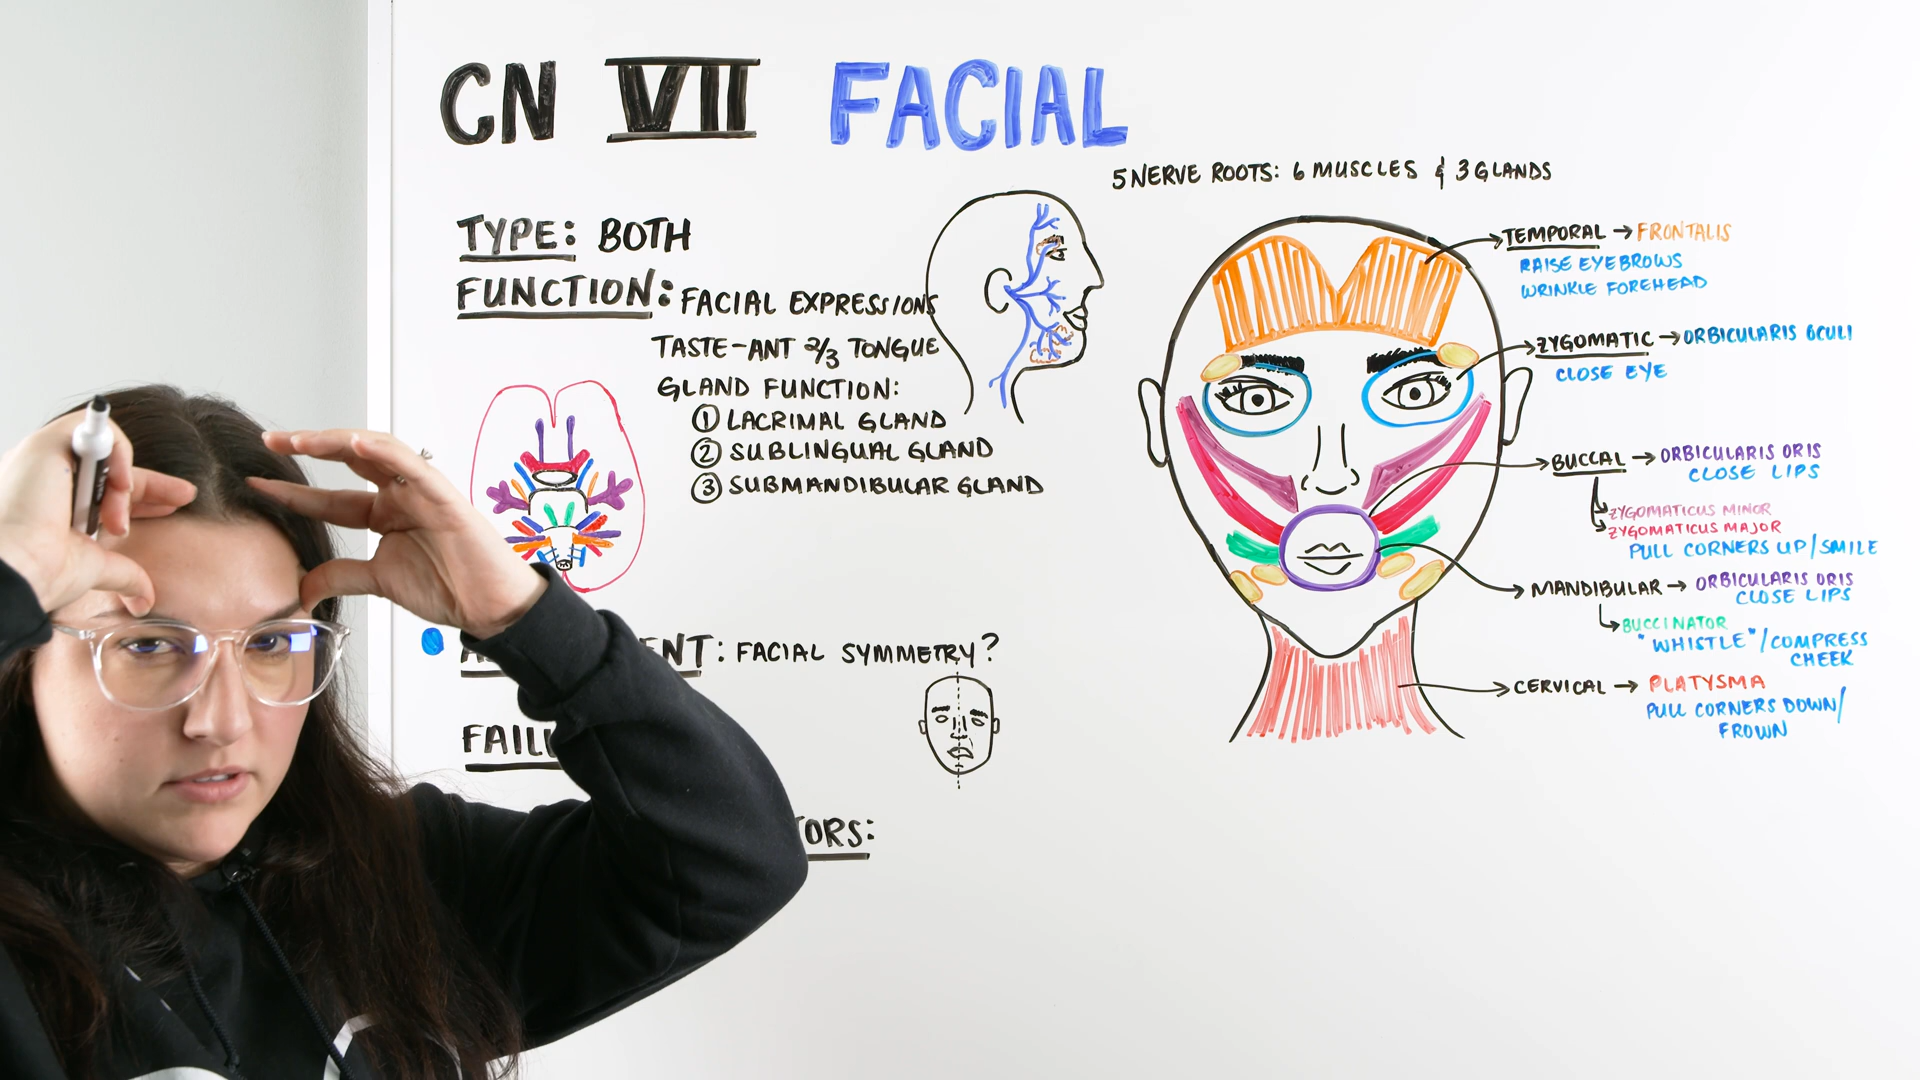 CN VII FACIAL
5 NERVE ROOTS: 6 MUSCLES & 3 GLANDS
TYPE: BOTH
FUNCTION: FACIAL EXPRESSIONS
TASTE-ANT 2/3 TONGUE
GLAND FUNCTION:
① LACRIMAL GLAND
② SUBLINGUAL GLAND
③ SUBMANDIBULAR GLAND
FACIAL SYMMETRY?
TEMPORAL → FRONTALIS
RAISE EYEBROWS
WRINKLE FOREHEAD
ZYGOMATIC → ORBICULARIS OCULI
CLOSE EYE
BUCCAL → ORBICULARIS ORIS
CLOSE LIPS
ZYGOMATICUS MINOR
ZYGOMATICUS MAJOR
PULL CORNERS UP/SMILE
MANDIBULAR → ORBICULARIS ORIS
CLOSE LIPS
BUCCINATOR
"WHISTLE"/COMPRESS
CHEEK
CERVICAL → PLATYSMA
PULL CORNERS DOWN/
FROWN